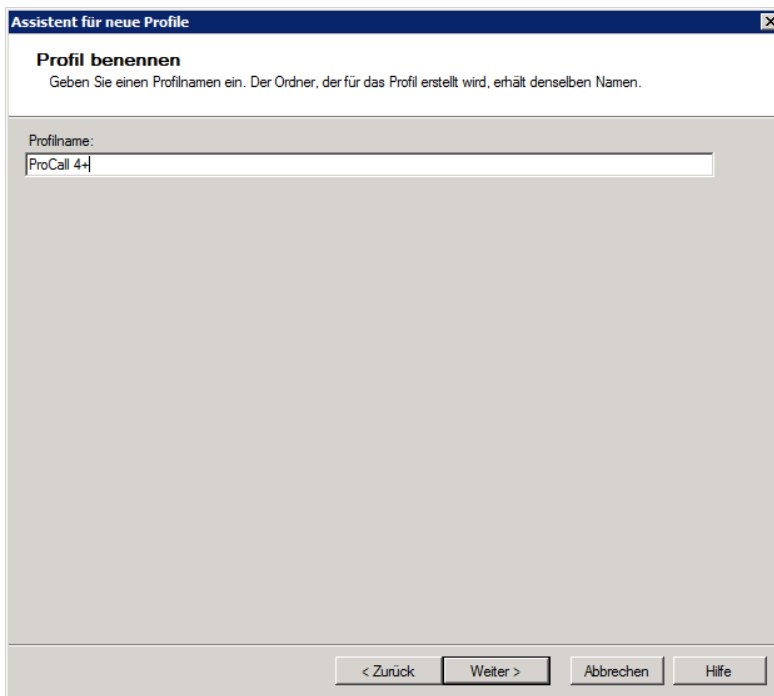 Assistent für neue Profile
Profil benennen
Geben Sie einen Profilnamen ein. Der Ordner, der für das Profil erstellt wird, erhält denselben Namen.
Profilname:
ProCall 4+
< Zurück Weiter > Abbrechen Hilfe